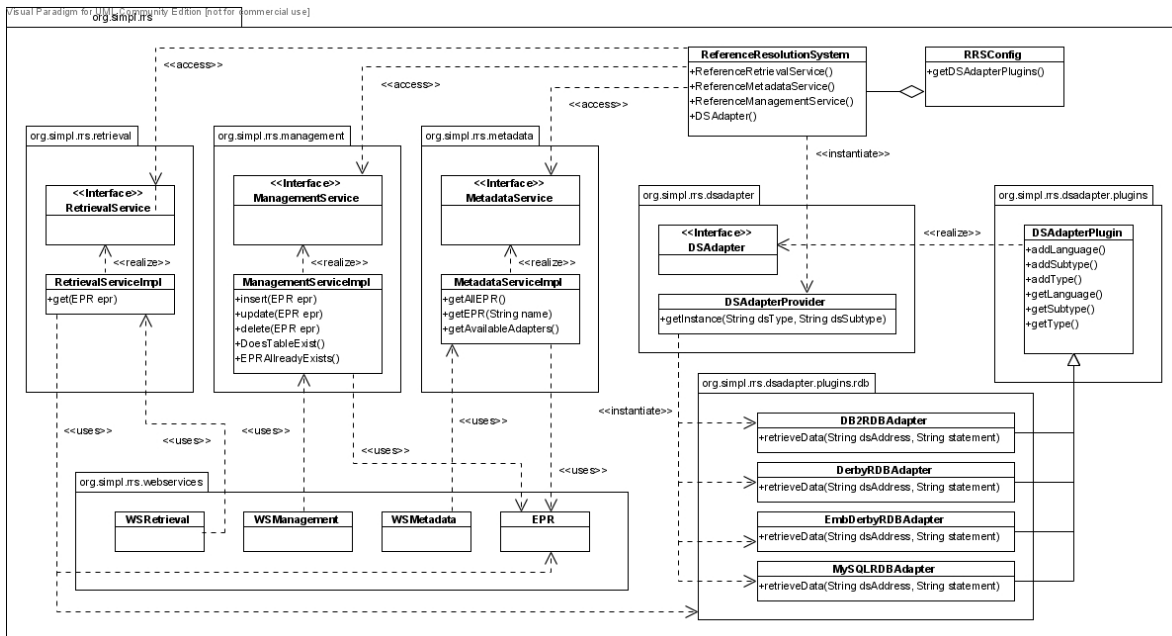 Visual Paradigm for UML Community Edition [not for commercial use]
org.simpl.rrs
ReferenceResolutionSystem
+ReferenceRetrievalService()
+ReferenceMetadataService()
+ReferenceManagementService()
+DSAdapter()
RRSConfig
+getDSAdapterPlugins()
<<access>>
<<access>>
<<access>>
<<instantiate>>
org.simpl.rrs.retrieval
<<Interface>>
RetrievalService
<<realize>>
RetrievalServiceImpl
+get(EPR epr)
org.simpl.rrs.management
<<Interface>>
ManagementService
<<realize>>
ManagementServiceImpl
+insert(EPR epr)
+update(EPR epr)
+delete(EPR epr)
+DoesTableExist()
+EPRAllreadyExists()
org.simpl.rrs.metadata
<<Interface>>
MetadataService
<<realize>>
MetadataServiceImpl
+getAllEPR()
+getEPR(String name)
+getAvailableAdapters()
org.simpl.rrs.dsadapter
<<Interface>>
DSAdapter
<<realize>>
DSAdapterProvider
+getInstance(String dsType, String dsSubtype)
org.simpl.rrs.dsadapter.plugins
DSAdapterPlugin
+addLanguage()
+addSubtype()
+addType()
+getLanguage()
+getSubtype()
+getType()
<<uses>>
<<uses>>
<<uses>>
<<uses>>
<<uses>>
<<uses>>
<<instantiate>>
org.simpl.rrs.webservices
WSRetrieval
WSManagement
WSMetadata
EPR
org.simpl.rrs.dsadapter.plugins.rdb
DB2RDBAdapter
+retrieveData(String dsAddress, String statement)
DerbyRDBAdapter
+retrieveData(String dsAddress, String statement)
EmbDerbyRDBAdapter
+retrieveData(String dsAddress, String statement)
MySQLRDBAdapter
+retrieveData(String dsAddress, String statement)